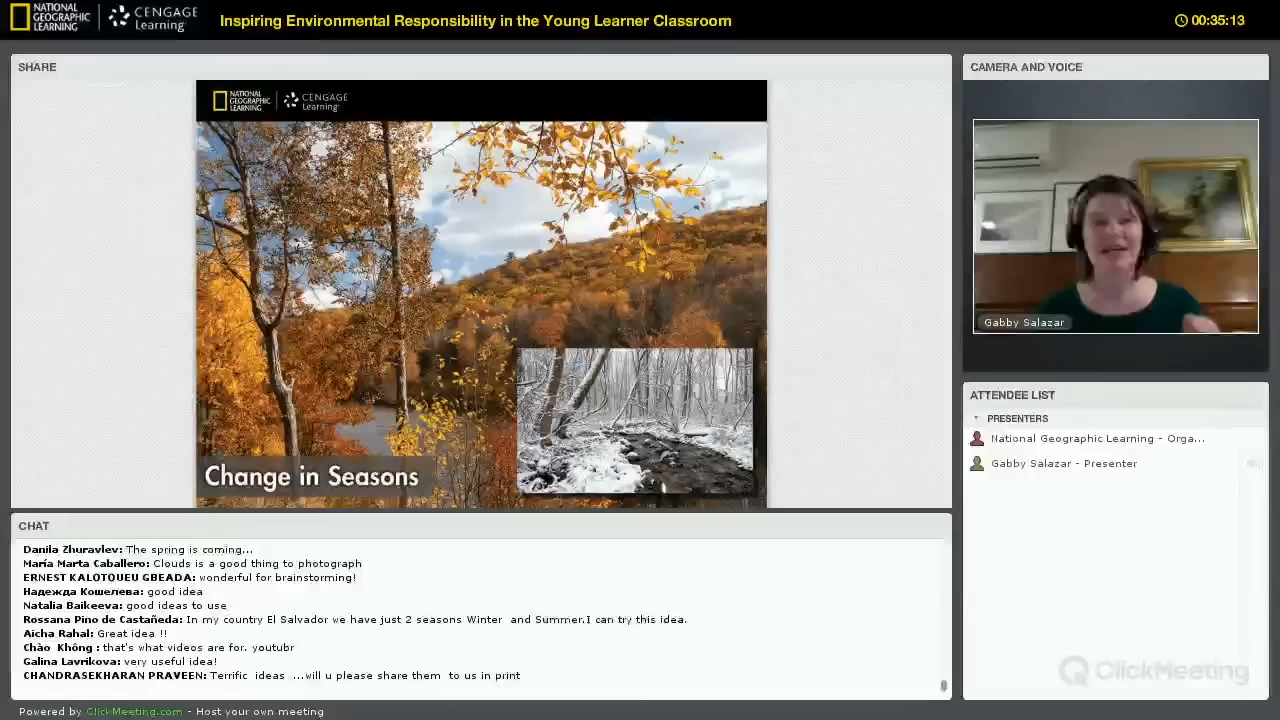 NATIONAL GEOGRAPHIC LEARNING
CENGAGE Learning
Inspiring Environmental Responsibility in the Young Learner Classroom
00:35:13
SHARE
NATIONAL GEOGRAPHIC LEARNING
CENGAGE Learning
Change in Seasons
CAMERA AND VOICE
Gabby Salazar
ATTENDEE LIST
PRESENTERS
National Geographic Learning - Orga...
Gabby Salazar - Presenter
CHAT
Danila Zhuravlev: The spring is coming...
María Marta Caballero: Clouds is a good thing to photograph
ERNEST KALOTOUEU GBEADA: wonderful for brainstorming!
Надежда Кошелева: good idea
Natalia Baikeeva: good ideas to use
Rossana Pino de Castañeda: In my country El Salvador we have just 2 seasons Winter and Summer.I can try this idea.
Aicha Rahal: Great idea !!
Chào Không : that's what videos are for. youtubr
Galina Lavrikova: very useful idea!
CHANDRASEKHARAN PRAVEEN: Terrific ideas ...will u please share them to us in print
ClickMeeting
Powered by ClickMeeting.com - Host your own meeting